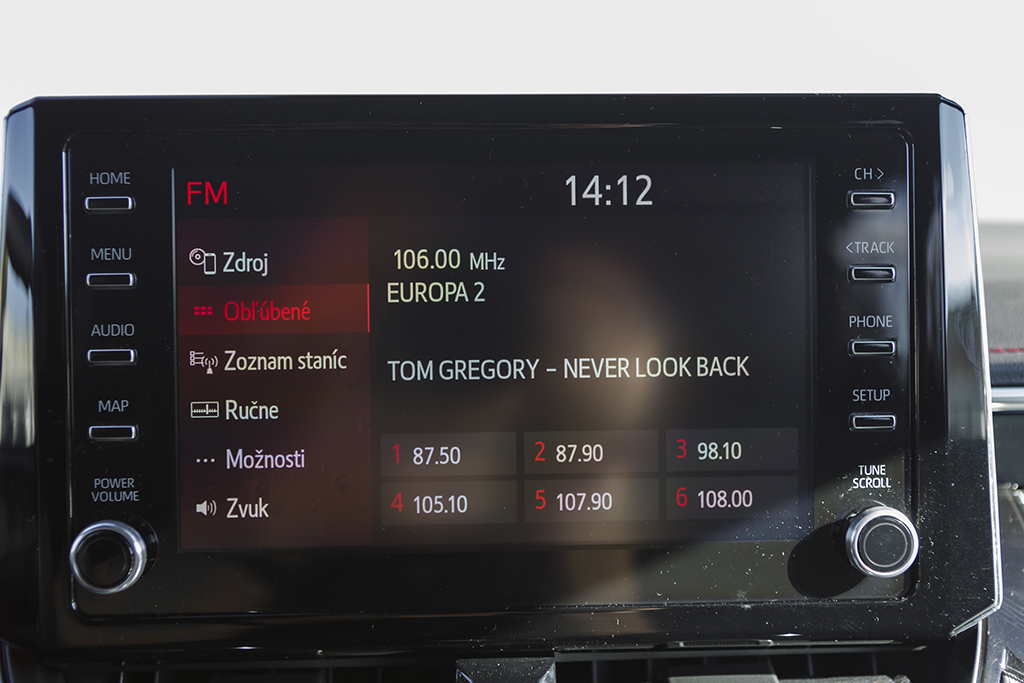 HOME
MENU
AUDIO
MAP
POWER
VOLUME
FM
14:12
Zdroj
Obľúbené
Zoznam staníc
Ručne
Možnosti
Zvuk
106.00 MHz
EUROPA 2
TOM GREGORY – NEVER LOOK BACK
1 87.50 2 87.90 3 98.10
4 105.10 5 107.90 6 108.00
CH >
< TRACK
PHONE
SETUP
TUNE
SCROLL